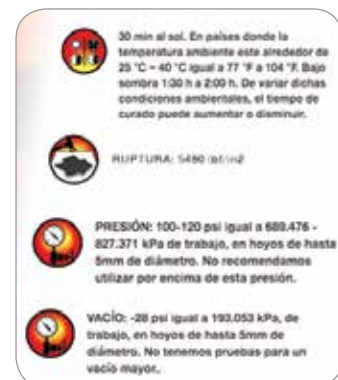 30 min al sol. En países donde la
temperatura ambiente este alrededor de
25 °C – 40 °C igual a 77 °F a 104 °F. Bajo
sombra 1:30 h a 2:00 h. De variar dichas
condiciones ambientales, el tiempo de
curado puede aumentar o disminuir.
RUPTURA: 5480 lbf/in2
PRESIÓN: 100-120 psi igual a 689.476 -
827.371 kPa de trabajo, en hoyos de hasta
5mm de diámetro. No recomendamos
utilizar por encima de esta presión.
VACÍO: -28 psi igual a 193.053 kPa, de
trabajo, en hoyos de hasta 5mm de
diámetro. No tenemos pruebas para un
vacío mayor.